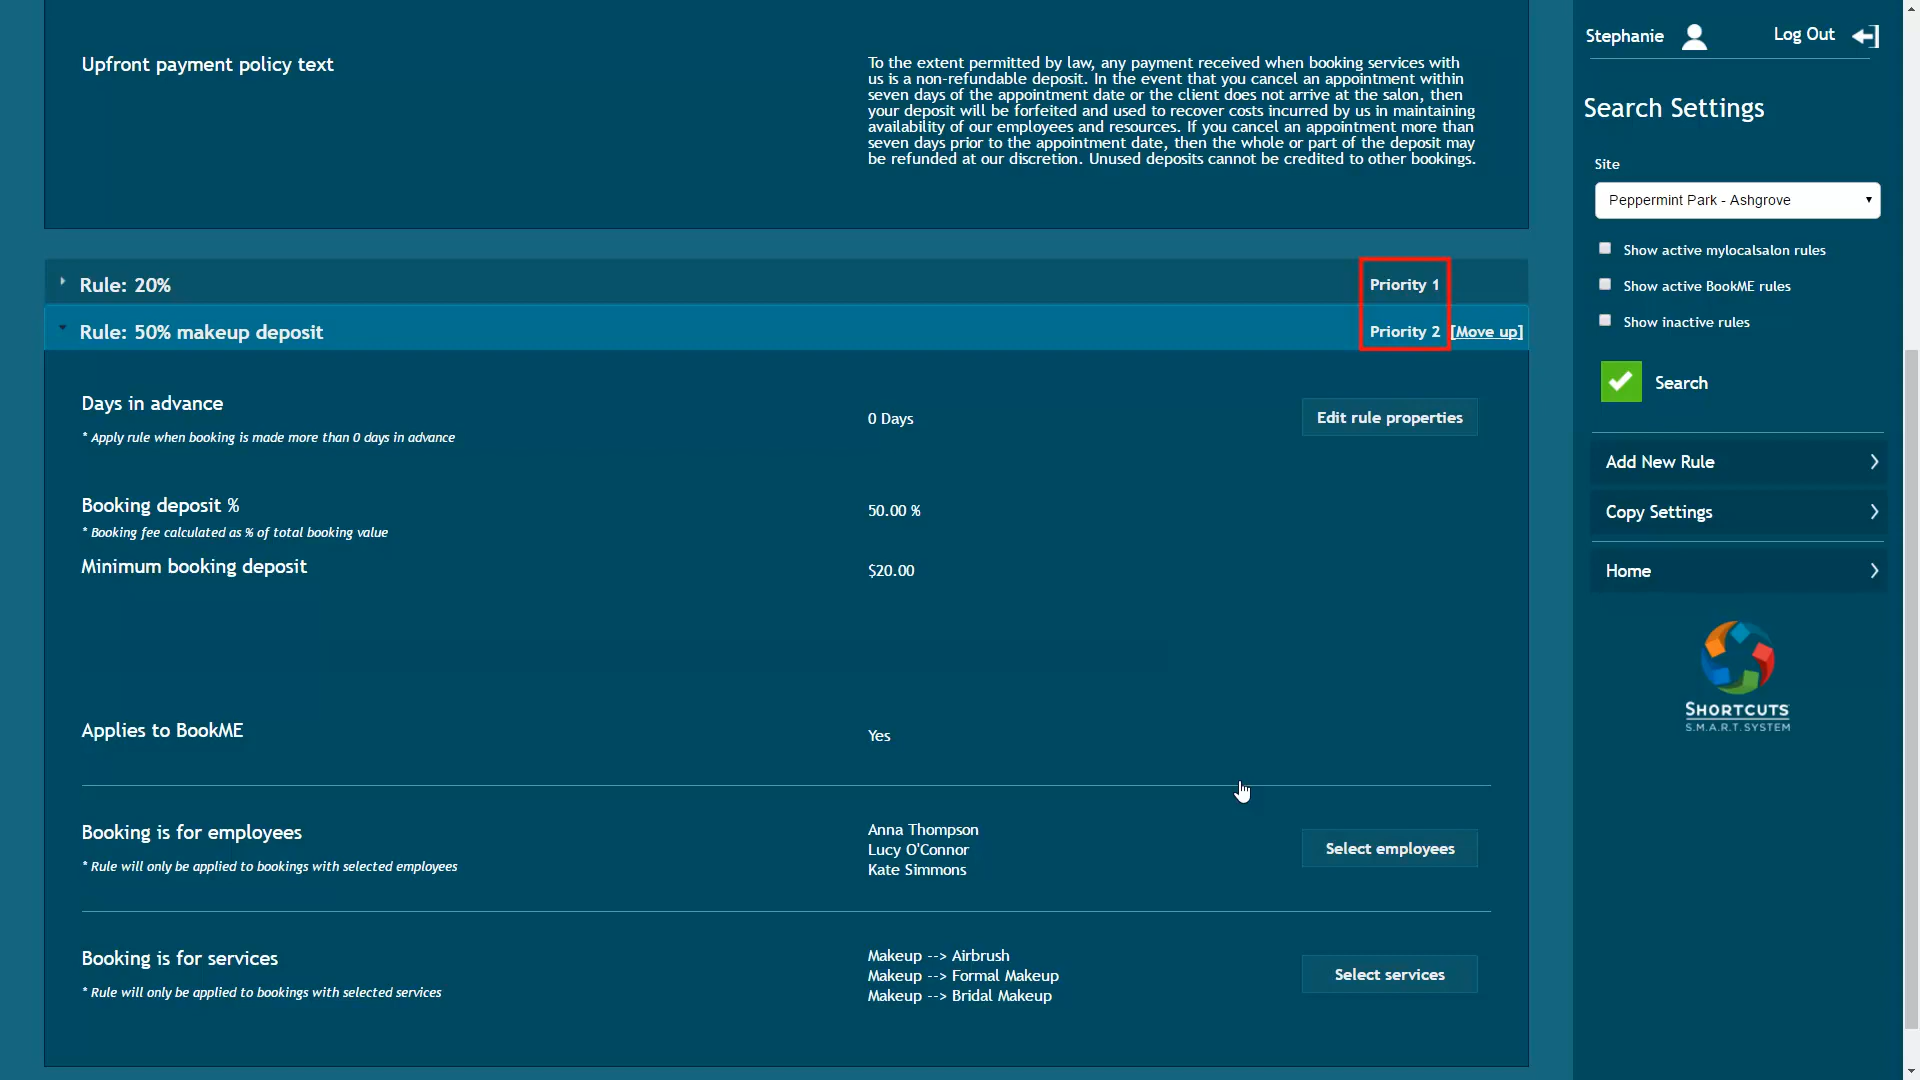 Upfront payment policy text
To the extent permitted by law, any payment received when booking services with
us is a non-refundable deposit. In the event that you cancel an appointment within
seven days of the appointment date or the client does not arrive at the salon, then
your deposit will be forfeited and used to recover costs incurred by us in maintaining
availability of our employees and resources. If you cancel an appointment more than
seven days prior to the appointment date, then the whole or part of the deposit may
be refunded at our discretion. Unused deposits cannot be credited to other bookings.
Rule: 20%
Priority 1
Rule: 50% makeup deposit
Priority 2 [Move up]
Days in advance
* Apply rule when booking is made more than 0 days in advance
0 Days
Edit rule properties
Booking deposit %
* Booking fee calculated as % of total booking value
50.00 %
Minimum booking deposit
$20.00
Applies to BookME
Yes
Booking is for employees
* Rule will only be applied to bookings with selected employees
Anna Thompson
Lucy O'Connor
Kate Simmons
Select employees
Booking is for services
* Rule will only be applied to bookings with selected services
Makeup --> Airbrush
Makeup --> Formal Makeup
Makeup --> Bridal Makeup
Select services
Stephanie
Log Out
Search Settings
Site
Peppermint Park - Ashgrove
Show active mylocalsalon rules
Show active BookME rules
Show inactive rules
Search
Add New Rule
Copy Settings
Home
SHORTCUTS
S.M.A.R.T. SYSTEM